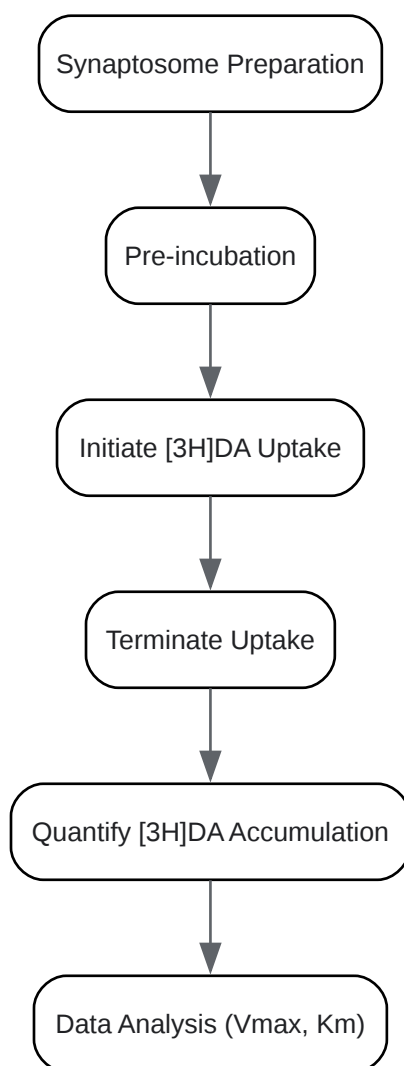 Synaptosome Preparation
Pre-incubation
Initiate [3H]DA Uptake
Terminate Uptake
Quantify [3H]DA Accumulation
Data Analysis (Vmax, Km)